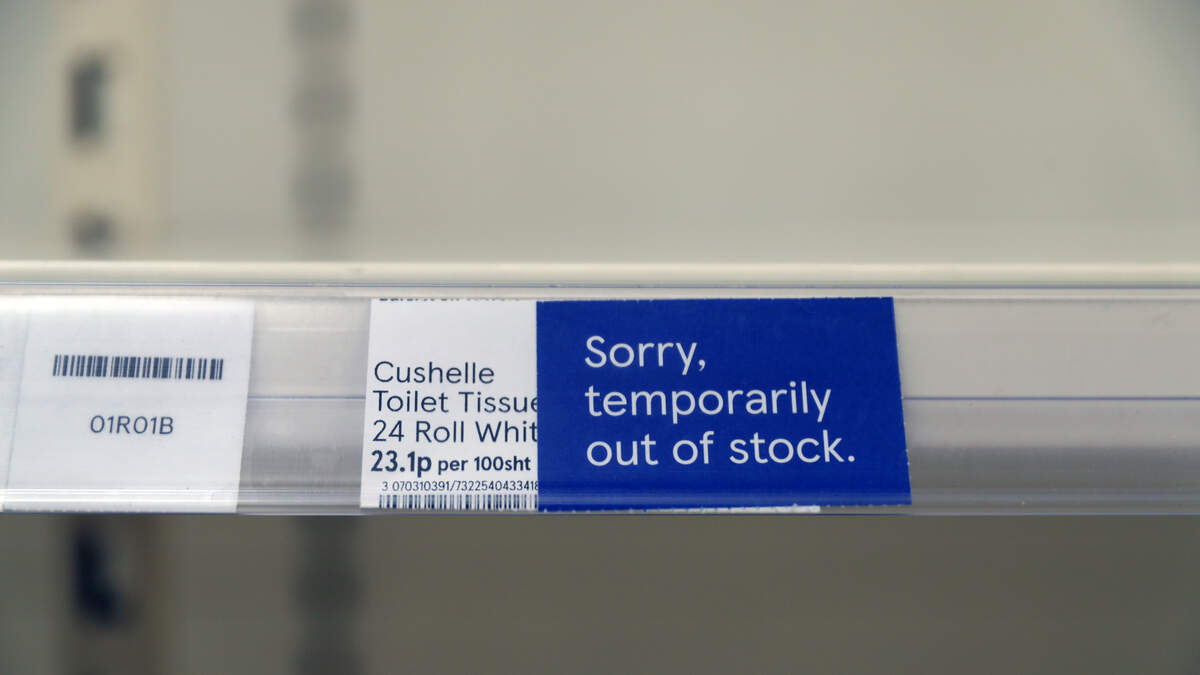 01R01B
Cushelle
Toilet Tissue
24 Roll Whit
23.1p per 100sht
3 070310391/7322540433418
Sorry,
temporarily
out of stock.